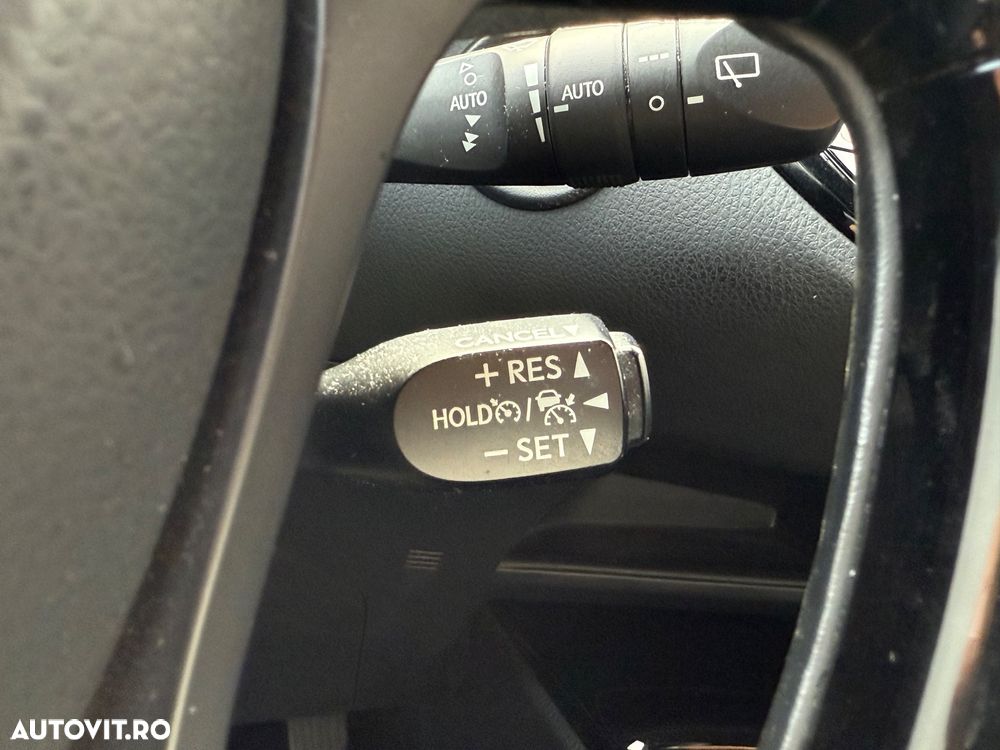 AUTO
AUTO
CANCEL
+ RES
HOLD /
− SET
AUTOVIT.RO